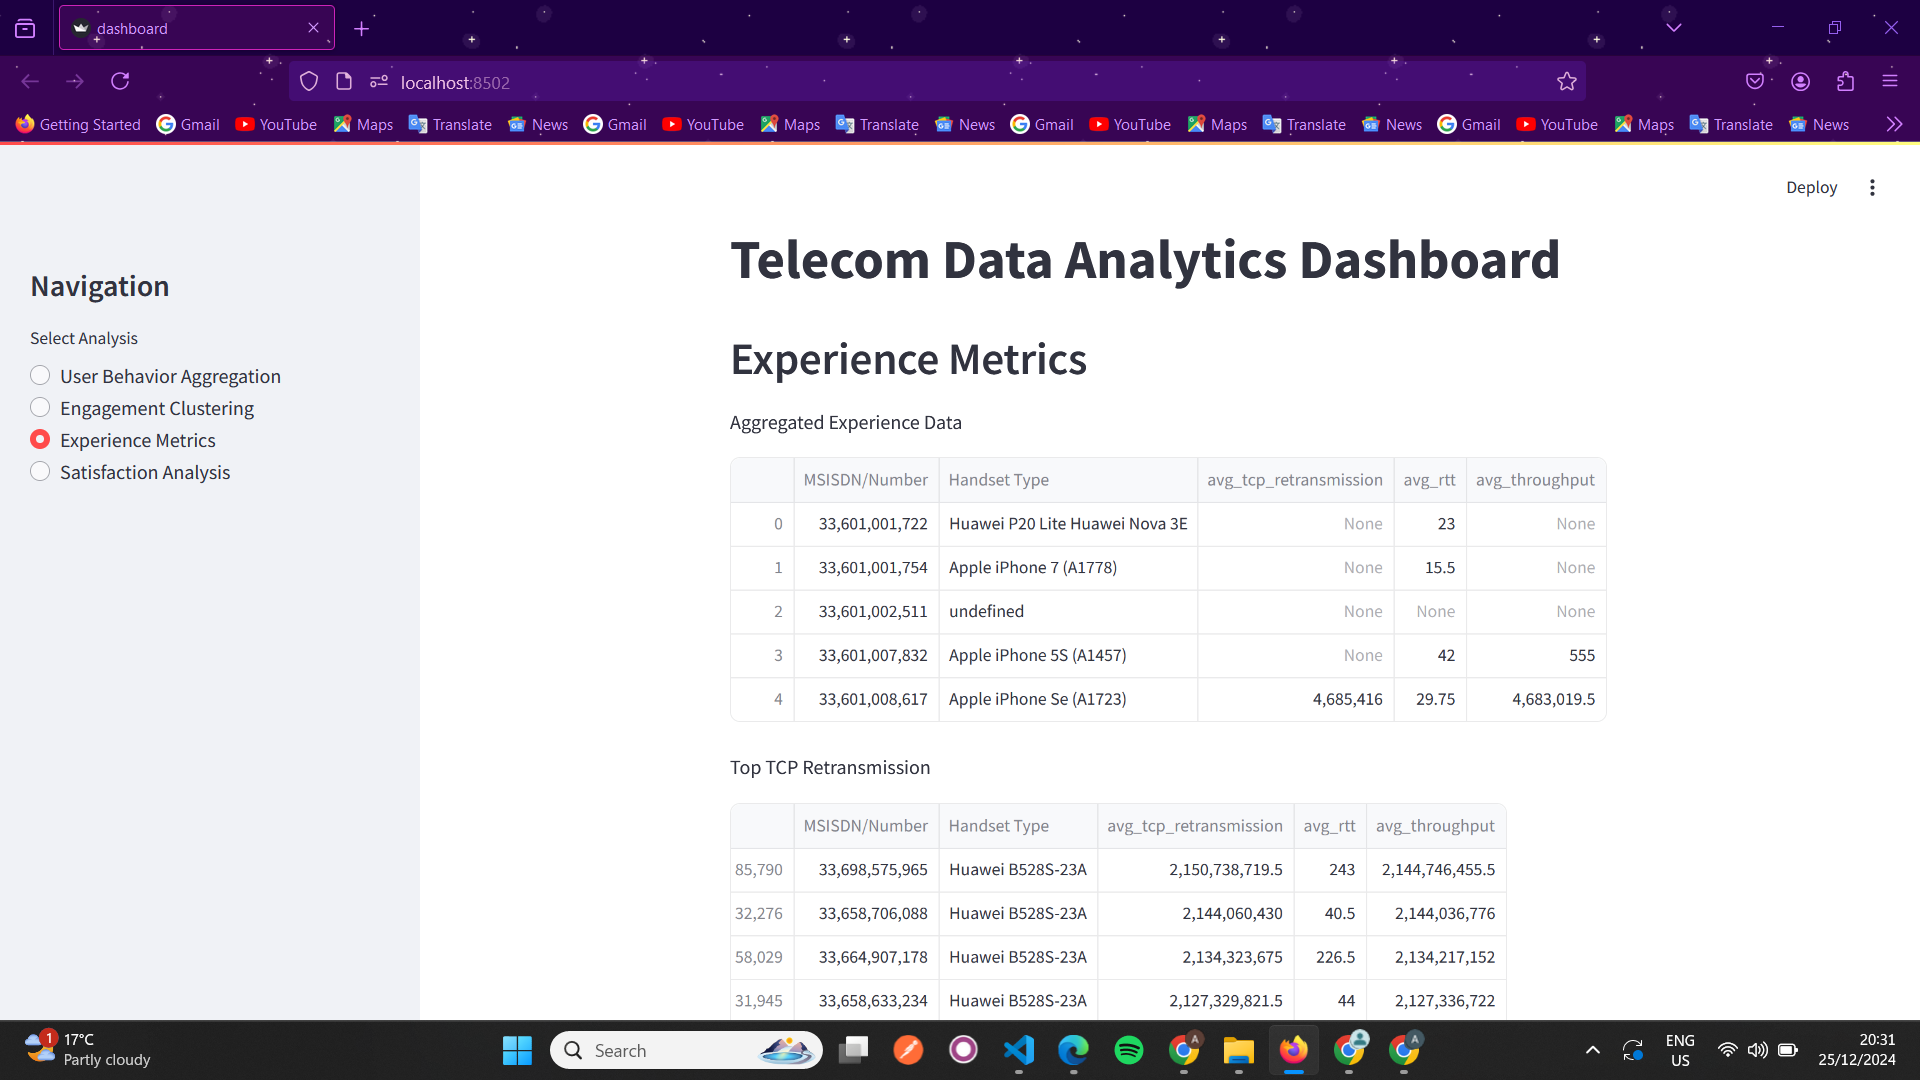 dashboard
localhost:8502
Getting Started Gmail YouTube Maps Translate News Gmail YouTube Maps Translate News Gmail YouTube Maps Translate News Gmail YouTube Maps Translate News
Deploy
Navigation
Select Analysis
User Behavior Aggregation
Engagement Clustering
Experience Metrics
Satisfaction Analysis
Telecom Data Analytics Dashboard
Experience Metrics
Aggregated Experience Data
MSISDN/Number Handset Type avg_tcp_retransmission avg_rtt avg_throughput
0 33,601,001,722 Huawei P20 Lite Huawei Nova 3E None 23 None
1 33,601,001,754 Apple iPhone 7 (A1778) None 15.5 None
2 33,601,002,511 undefined None None None
3 33,601,007,832 Apple iPhone 5S (A1457) None 42 555
4 33,601,008,617 Apple iPhone Se (A1723) 4,685,416 29.75 4,683,019.5
Top TCP Retransmission
MSISDN/Number Handset Type avg_tcp_retransmission avg_rtt avg_throughput
85,790 33,698,575,965 Huawei B528S-23A 2,150,738,719.5 243 2,144,746,455.5
32,276 33,658,706,088 Huawei B528S-23A 2,144,060,430 40.5 2,144,036,776
58,029 33,664,907,178 Huawei B528S-23A 2,134,323,675 226.5 2,134,217,152
31,945 33,658,633,234 Huawei B528S-23A 2,127,329,821.5 44 2,127,336,722
1
17°C
Partly cloudy
Search
A
A
ENG
US
20:31
25/12/2024